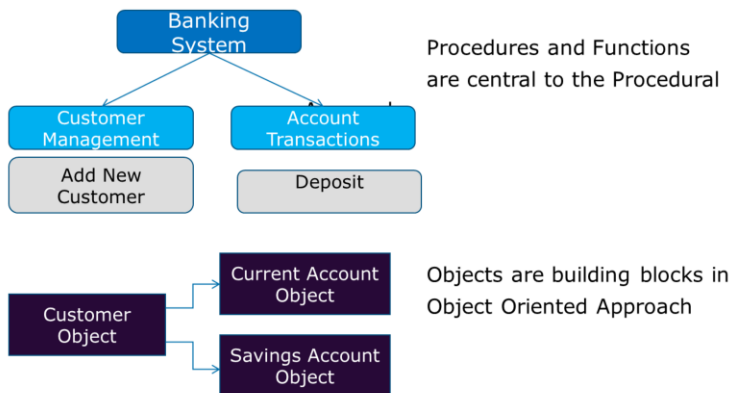 Banking
System
Procedures and Functions
are central to the Procedural
Customer
Management
Account
Transactions
Add New
Customer
Deposit
Current Account
Object
Objects are building blocks in
Object Oriented Approach
Customer
Object
Savings Account
Object